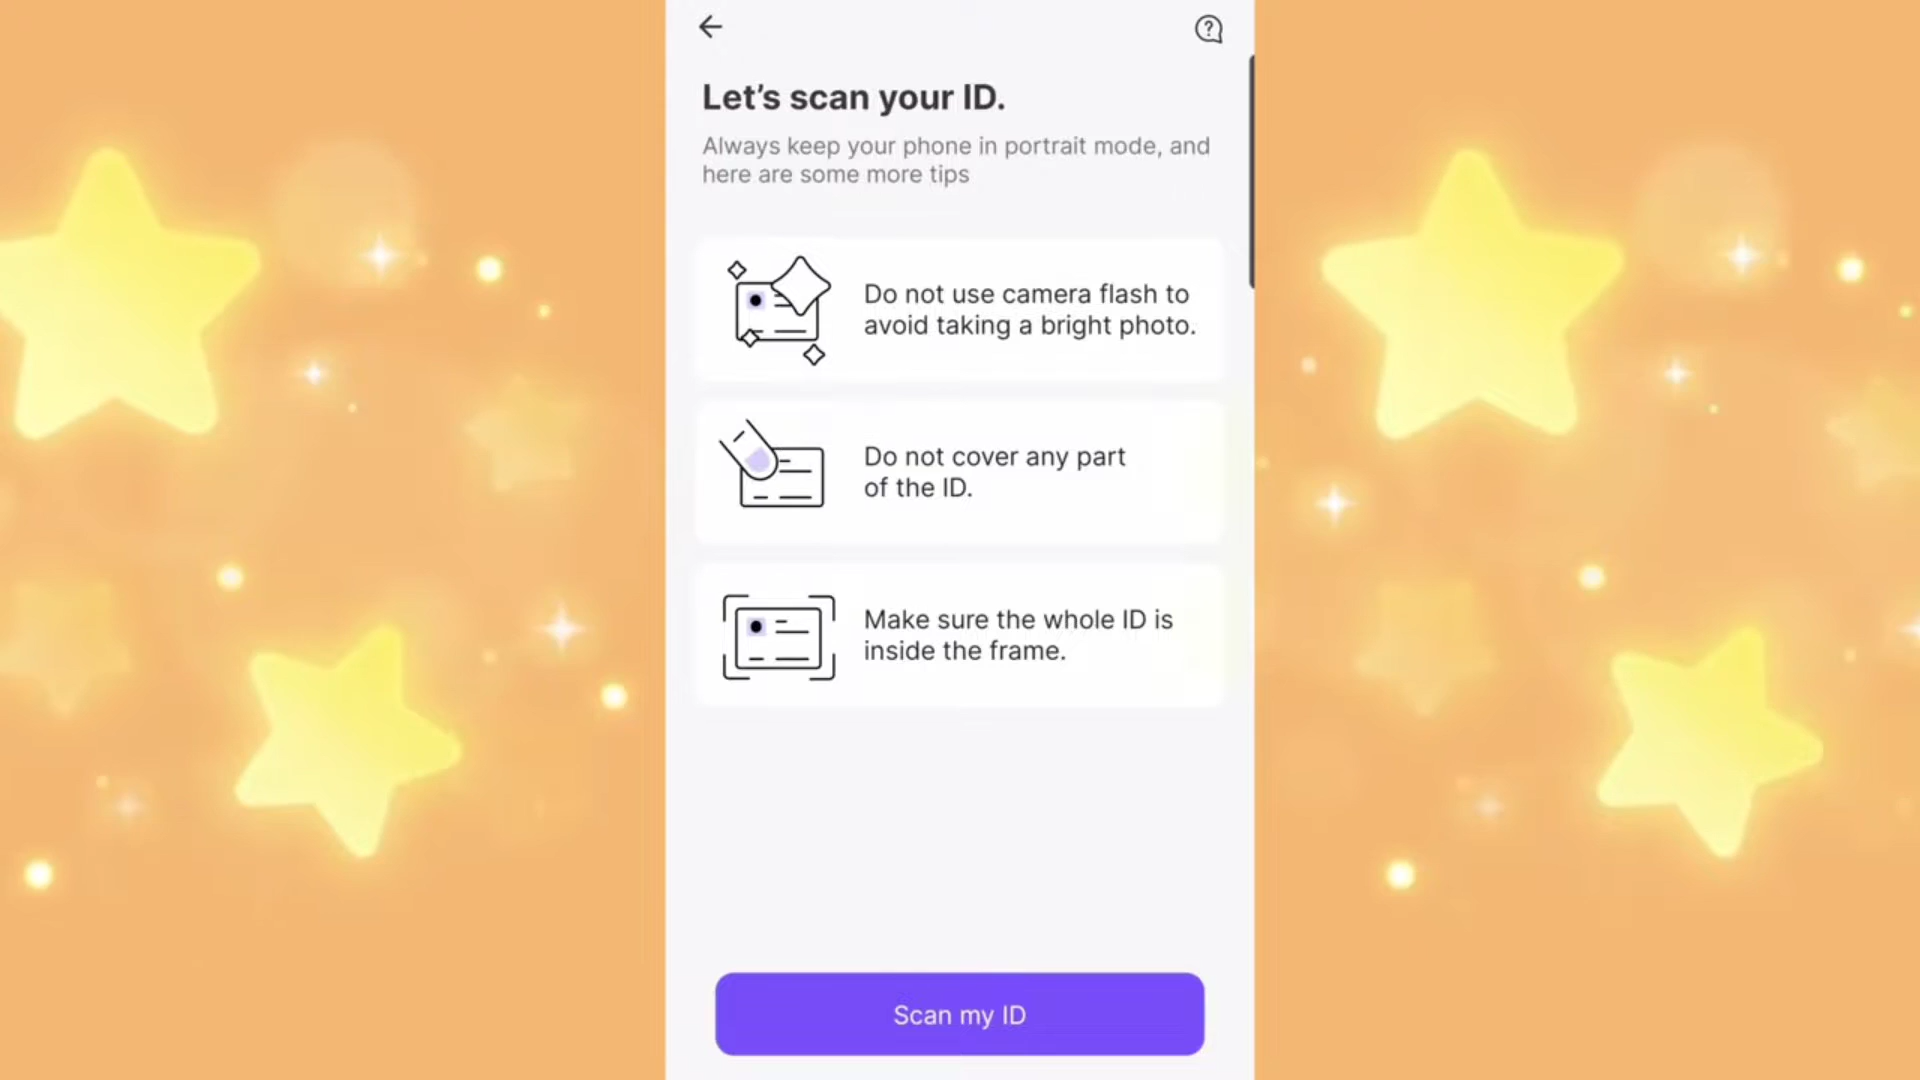 Let’s scan your ID.
Always keep your phone in portrait mode, and
here are some more tips
Do not use camera flash to
avoid taking a bright photo.
Do not cover any part
of the ID.
Make sure the whole ID is
inside the frame.
Scan my ID